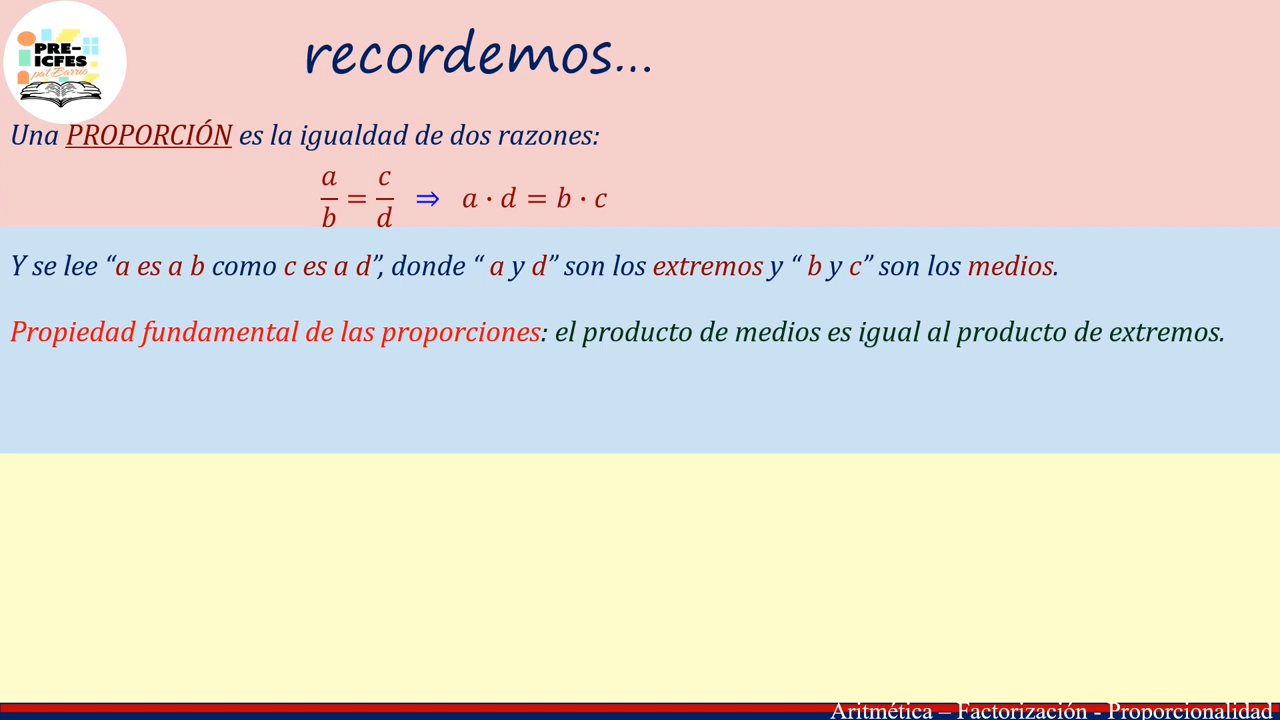 PRE-
ICFES
pal Barrio
recordemos...
Una PROPORCIÓN es la igualdad de dos razones:
a/b = c/d ⇒ a · d = b · c
Y se lee “a es a b como c es a d”, donde “ a y d” son los extremos y “ b y c” son los medios.
Propiedad fundamental de las proporciones: el producto de medios es igual al producto de extremos.
Aritmética – Factorización - Proporcionalidad